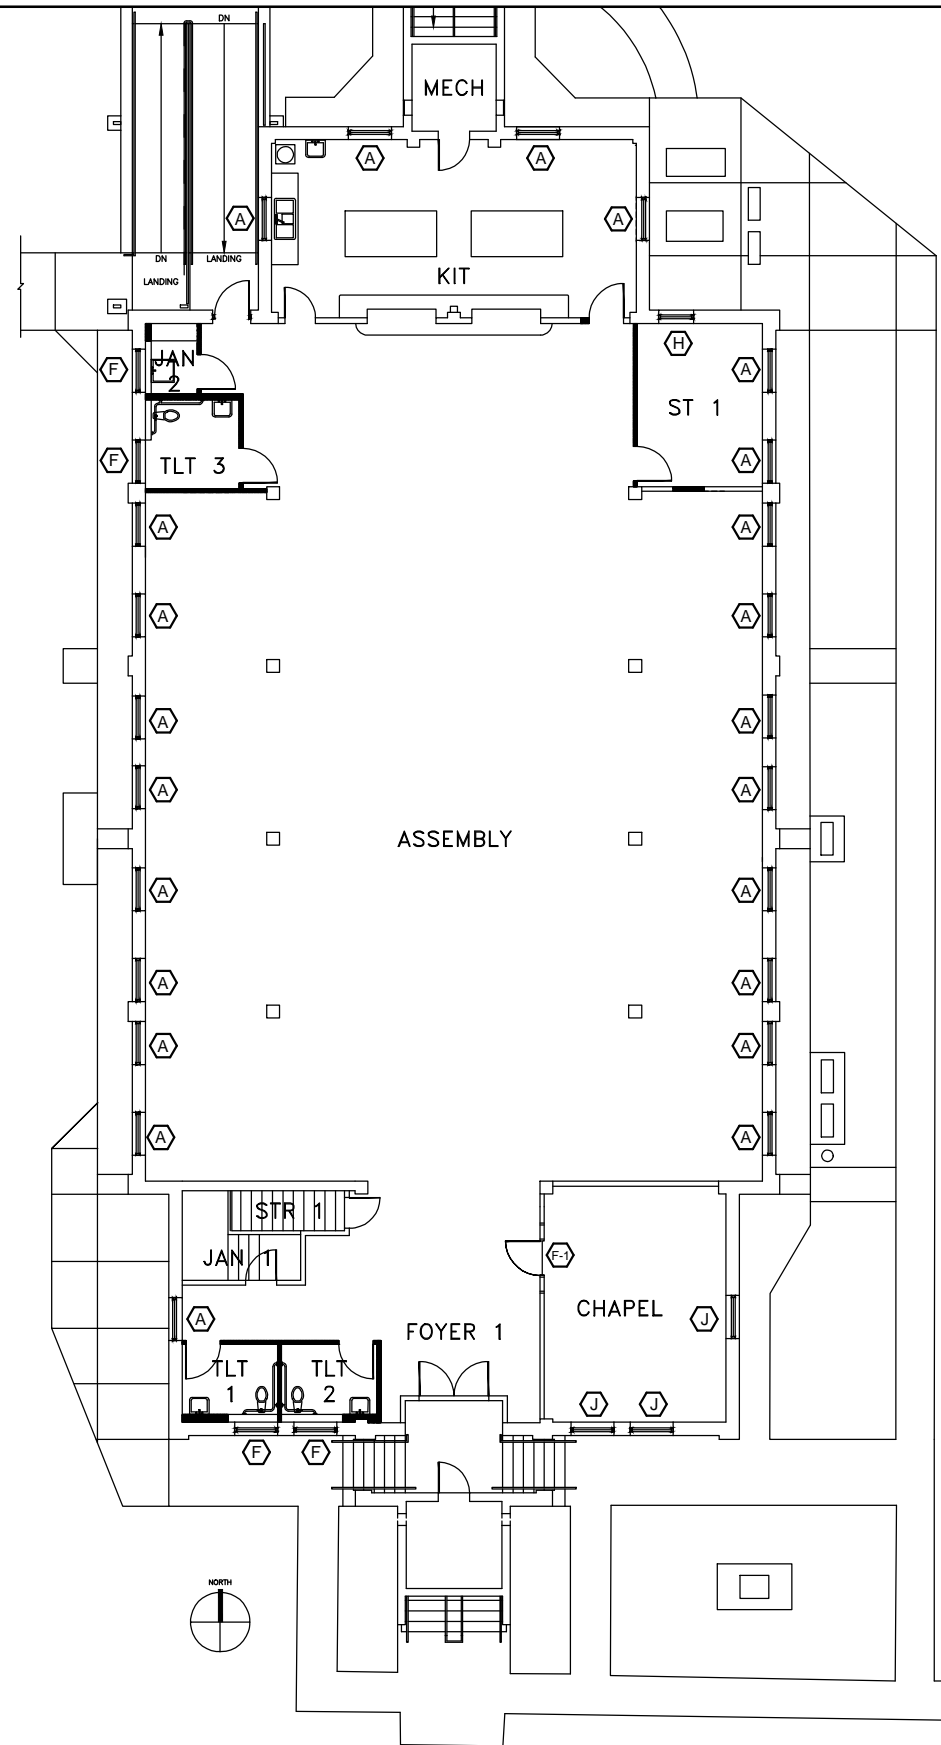 DN
MECH
A
A
A
A
DN
LANDING
LANDING
KIT
H
F
JAN
2
A
ST 1
F
TLT 3
A
A
A
A
A
A
A
A
A
ASSEMBLY
A
A
A
A
A
A
A
A
STR 1
JAN 1
F-1
CHAPEL
A
J
FOYER 1
TLT
1
TLT
2
J
J
F
F
NORTH